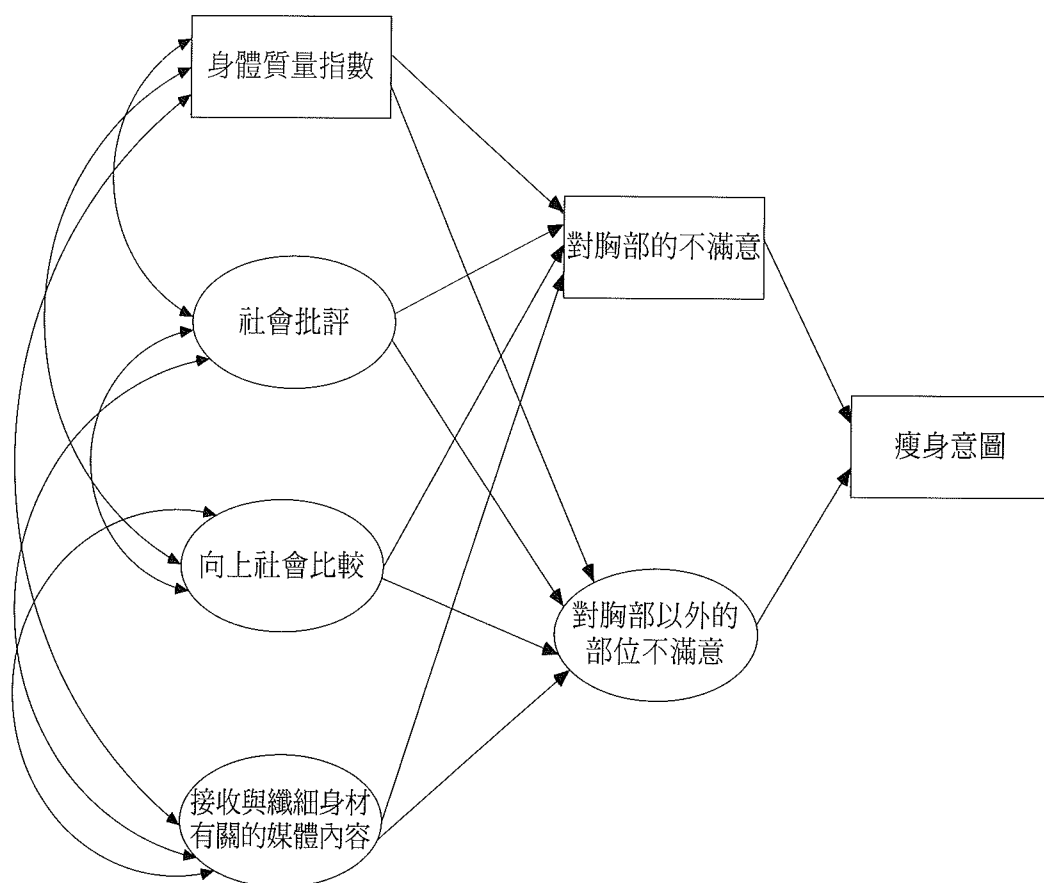 身體質量指數
對胸部的不滿意
社會批評
瘦身意圖
向上社會比較
對胸部以外的
部位不滿意
接收與纖細身材
有關的媒體內容